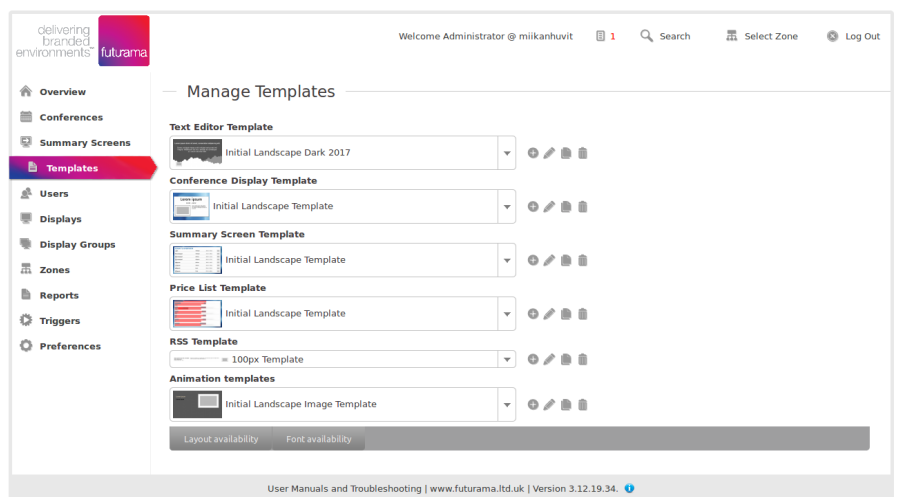 delivering
branded
environments™ futurama
Welcome Administrator @ miikanhuvit 1 Search Select Zone Log Out
Overview
Conferences
Summary Screens
Templates
Users
Displays
Display Groups
Zones
Reports
Triggers
Preferences
Manage Templates
Text Editor Template
Initial Landscape Dark 2017
Conference Display Template
Initial Landscape Template
Summary Screen Template
Initial Landscape Template
Price List Template
Initial Landscape Template
RSS Template
100px Template
Animation templates
Initial Landscape Image Template
Layout availability Font availability
User Manuals and Troubleshooting | www.futurama.ltd.uk | Version 3.12.19.34.